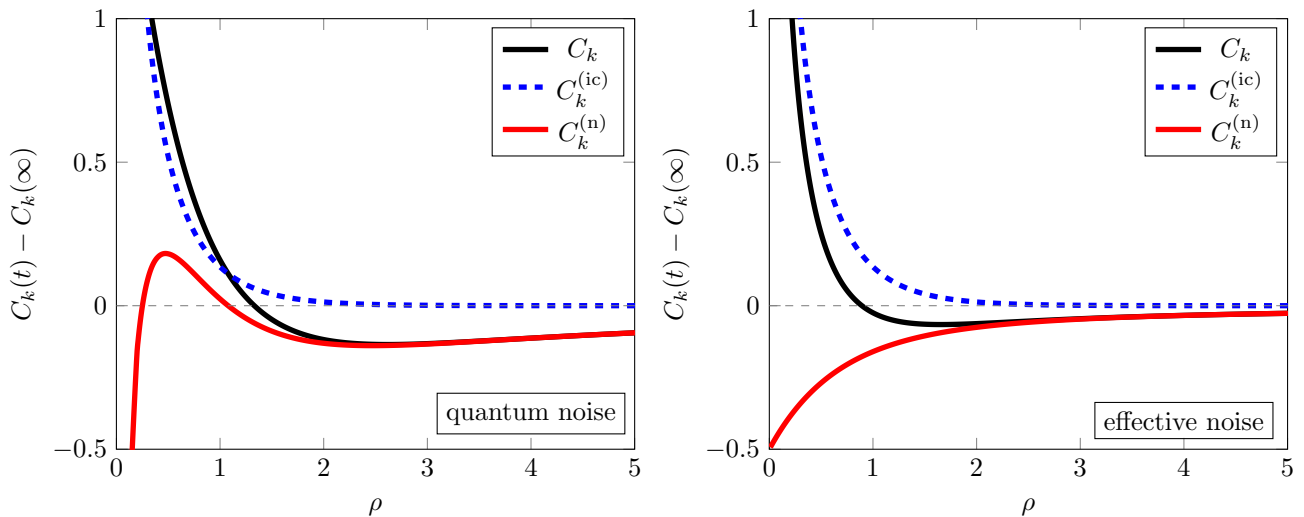 1
0.5
0
−0.5
0
1
2
3
4
5
ρ
C_k(t) − C_k(∞)
C_k
C_k^(ic)
C_k^(n)
quantum noise
1
0.5
0
−0.5
0
1
2
3
4
5
ρ
C_k(t) − C_k(∞)
C_k
C_k^(ic)
C_k^(n)
effective noise